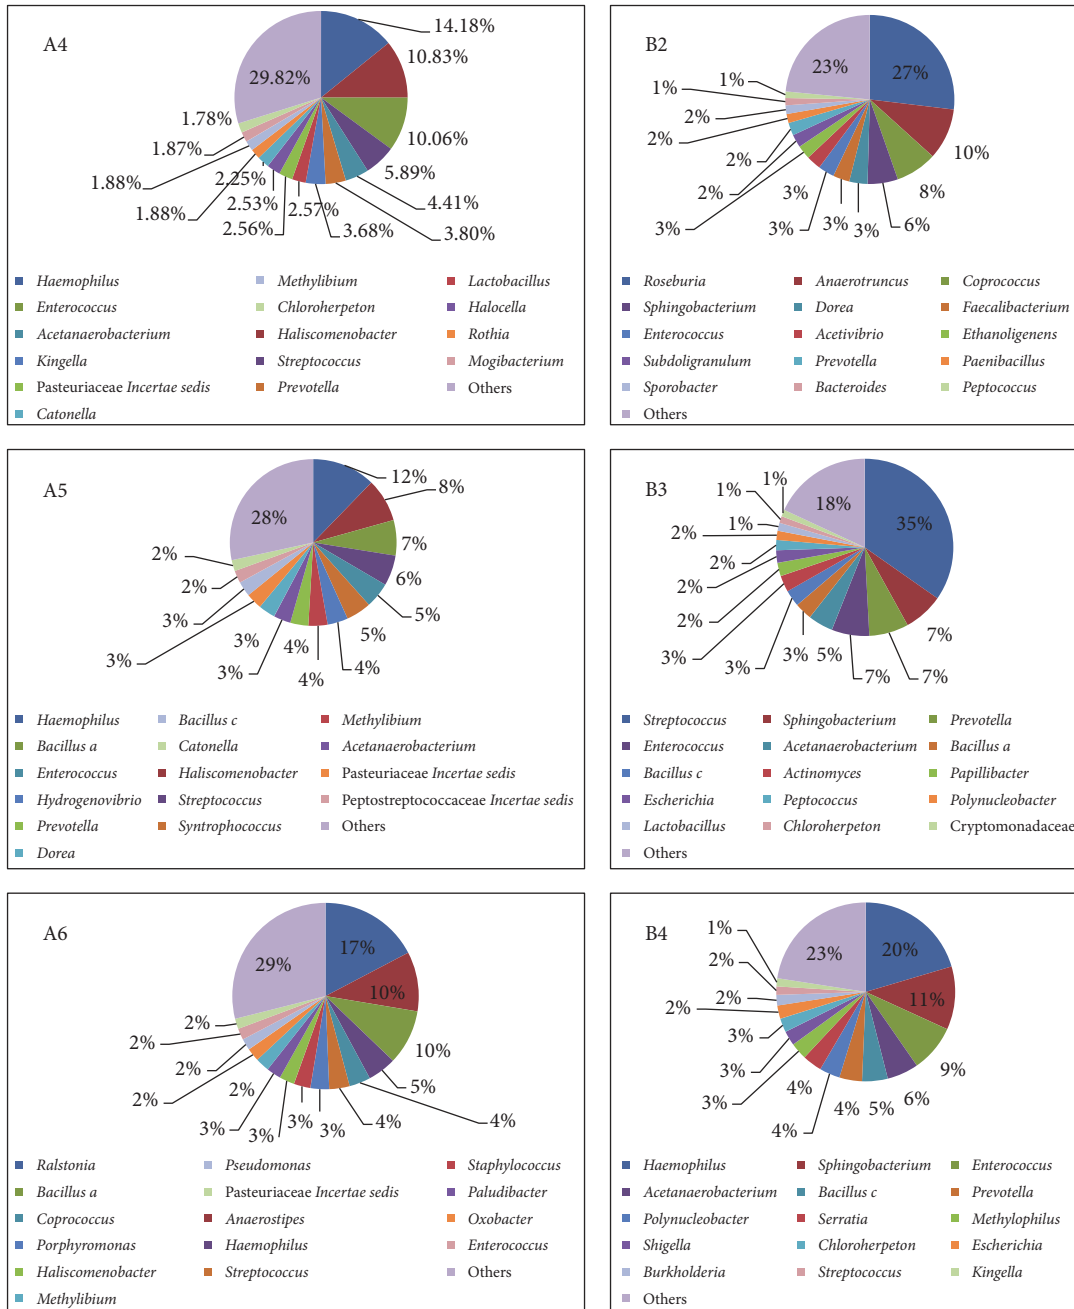 A4
14.18%
10.83%
10.06%
5.89%
4.41%
3.80%
3.68%
2.57%
2.56%
2.53%
2.25%
1.88%
1.88%
1.87%
1.78%
29.82%
Haemophilus Methylibium Lactobacillus
Enterococcus Chloroherpeton Halocella
Acetanaerobacterium Haliscomenobacter Rothia
Kingella Streptococcus Mogibacterium
Pasteuriaceae Incertae sedis Prevotella Others
Catonella
B2
27%
10%
8%
6%
3%
3%
3%
3%
3%
2%
2%
2%
1%
1%
23%
Roseburia Anaerotruncus Coprococcus
Sphingobacterium Dorea Faecalibacterium
Enterococcus Acetivibrio Ethanoligenens
Subdoligranulum Prevotella Paenibacillus
Sporobacter Bacteroides Peptococcus
Others
A5
12%
8%
7%
6%
5%
5%
4%
4%
4%
3%
3%
3%
3%
2%
2%
28%
Haemophilus Bacillus c Methylibium
Bacillus a Catonella Acetanaerobacterium
Enterococcus Haliscomenobacter Pasteuriaceae Incertae sedis
Hydrogenovibrio Streptococcus Peptostreptococcaceae Incertae sedis
Prevotella Syntrophococcus Others
Dorea
B3
35%
7%
7%
7%
5%
3%
3%
3%
2%
2%
2%
2%
1%
1%
1%
18%
Streptococcus Sphingobacterium Prevotella
Enterococcus Acetanaerobacterium Bacillus a
Bacillus c Actinomyces Papillibacter
Escherichia Peptococcus Polynucleobacter
Lactobacillus Chloroherpeton Cryptomonadaceae
Others
A6
17%
10%
10%
5%
4%
4%
3%
3%
3%
3%
2%
2%
2%
2%
2%
29%
Ralstonia Pseudomonas Staphylococcus
Bacillus a Pasteuriaceae Incertae sedis Paludibacter
Coprococcus Anaerostipes Oxobacter
Porphyromonas Haemophilus Enterococcus
Haliscomenobacter Streptococcus Others
Methylibium
B4
20%
11%
9%
6%
5%
4%
4%
4%
3%
3%
3%
2%
2%
2%
1%
23%
Haemophilus Sphingobacterium Enterococcus
Acetanaerobacterium Bacillus c Prevotella
Polynucleobacter Serratia Methylophilus
Shigella Chloroherpeton Escherichia
Burkholderia Streptococcus Kingella
Others